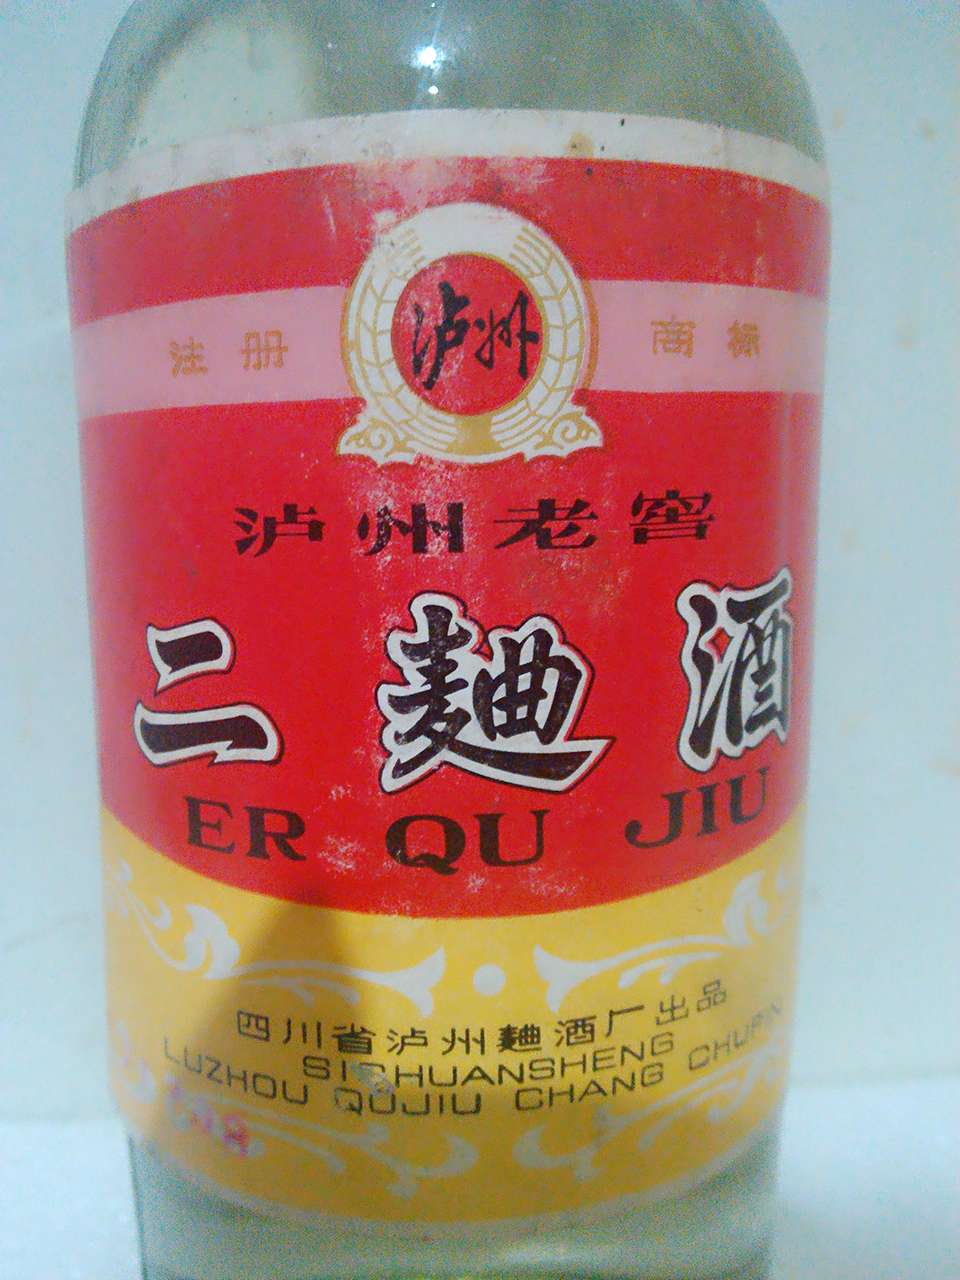 泸州
注册 商标
泸州老窖
二麯酒
ER QU JIU
四川省泸州麯酒厂出品
SICHUANSHENG
LUZHOU QUJIU CHANG CHUPIN